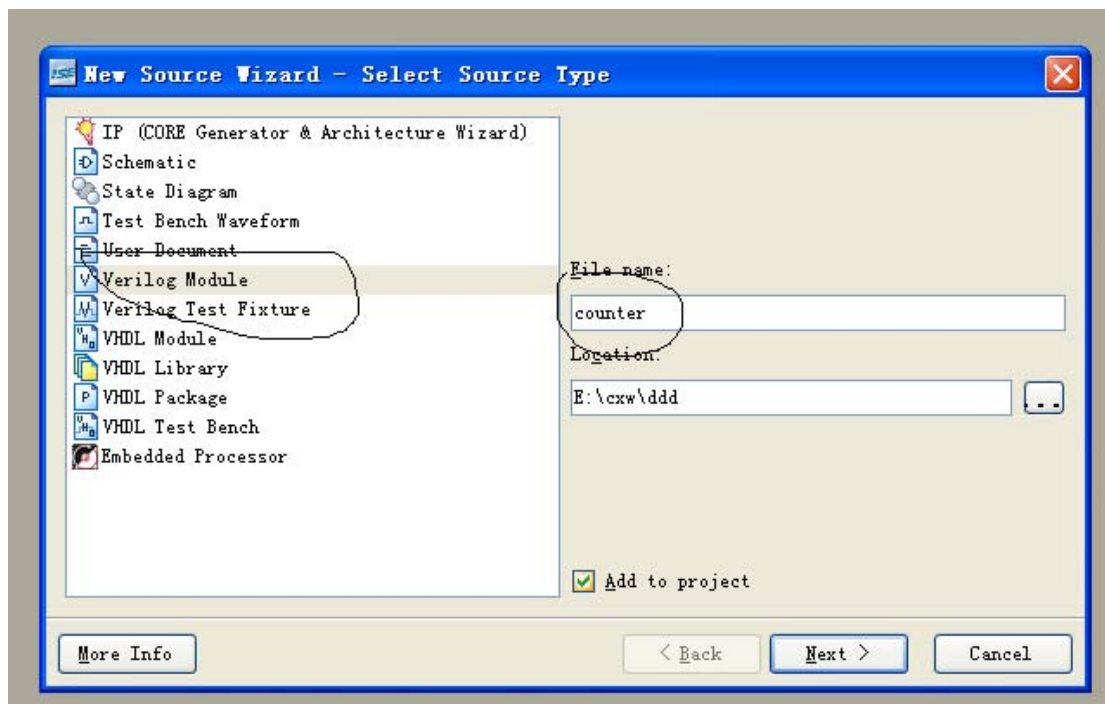 New Source Wizard - Select Source Type
IP (CORE Generator & Architecture Wizard)
Schematic
State Diagram
Test Bench Waveform
User Document
Verilog Module
Verilog Test Fixture
VHDL Module
VHDL Library
VHDL Package
VHDL Test Bench
Embedded Processor
File name:
counter
Location:
E:\cxw\ddd
...
Add to project
More Info
< Back
Next >
Cancel